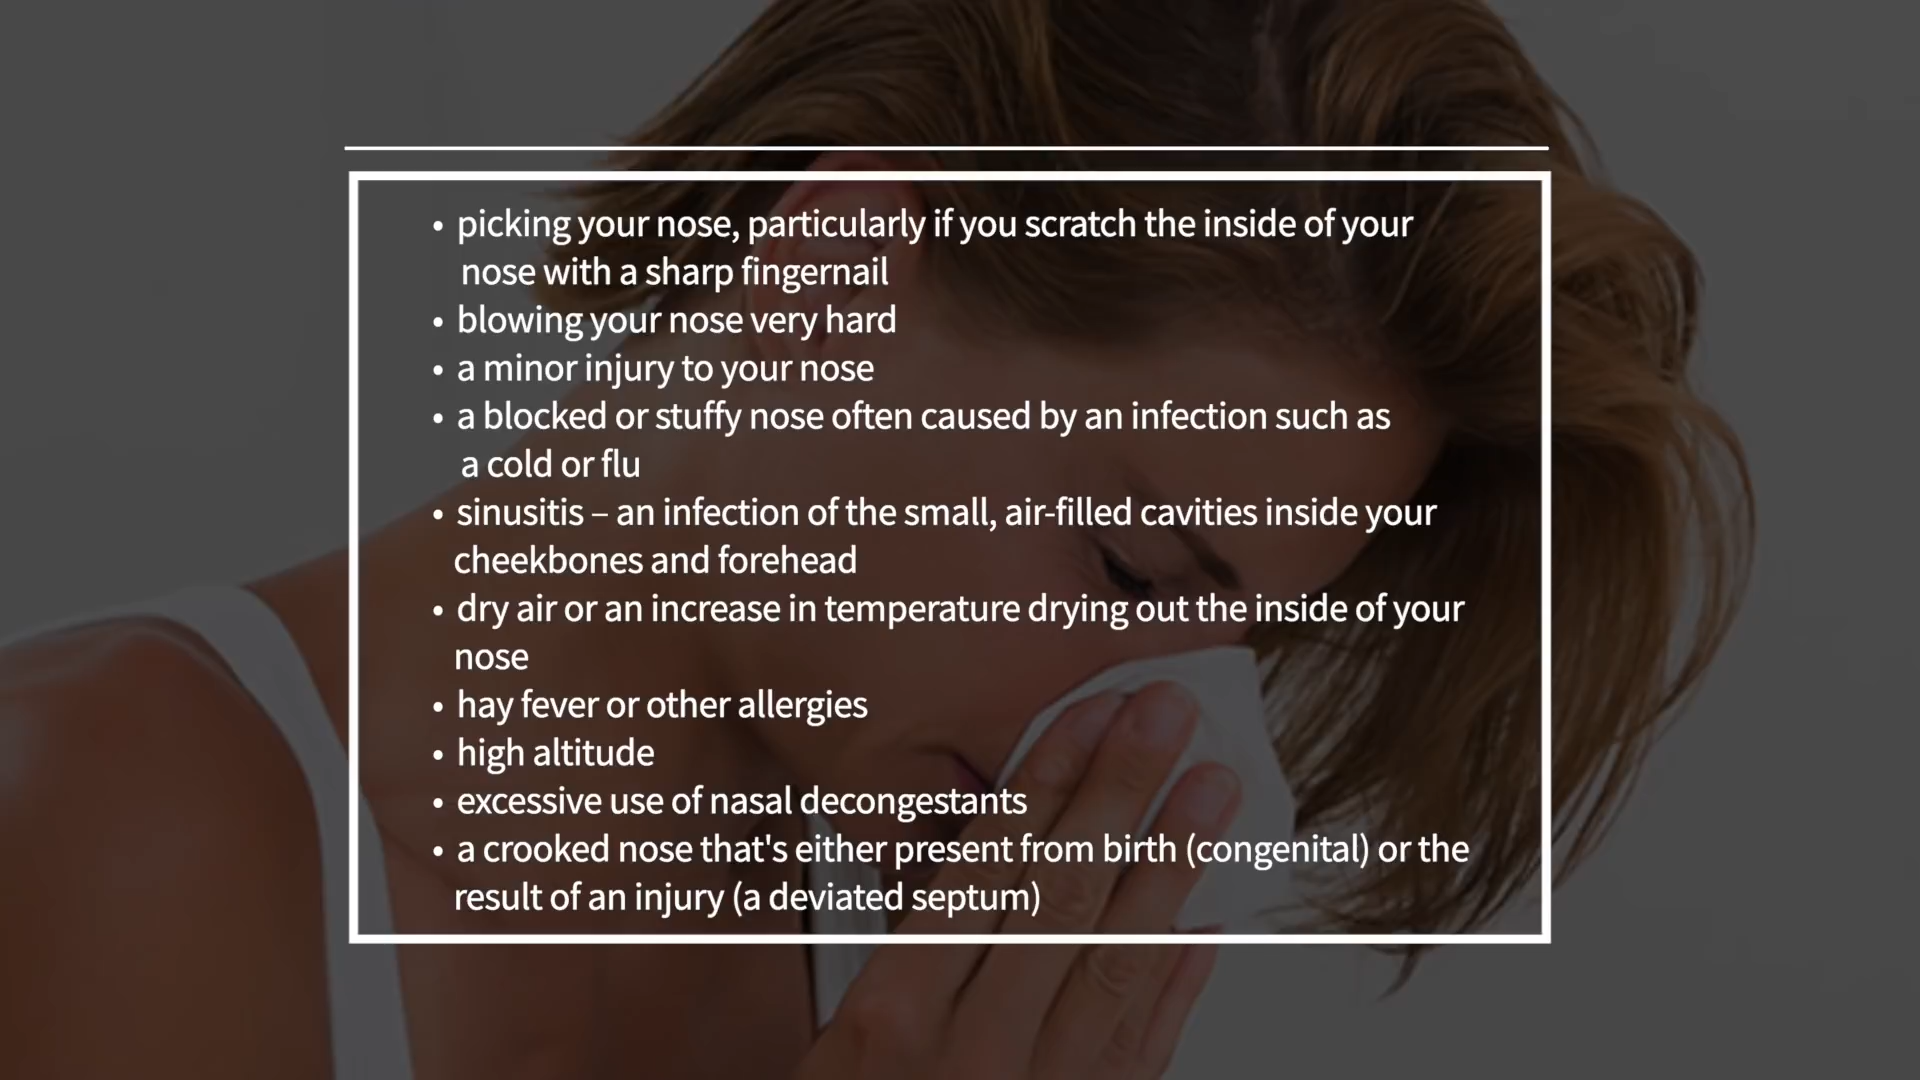 • picking your nose, particularly if you scratch the inside of your
nose with a sharp fingernail
• blowing your nose very hard
• a minor injury to your nose
• a blocked or stuffy nose often caused by an infection such as
a cold or flu
• sinusitis – an infection of the small, air-filled cavities inside your
cheekbones and forehead
• dry air or an increase in temperature drying out the inside of your
nose
• hay fever or other allergies
• high altitude
• excessive use of nasal decongestants
• a crooked nose that's either present from birth (congenital) or the
result of an injury (a deviated septum)